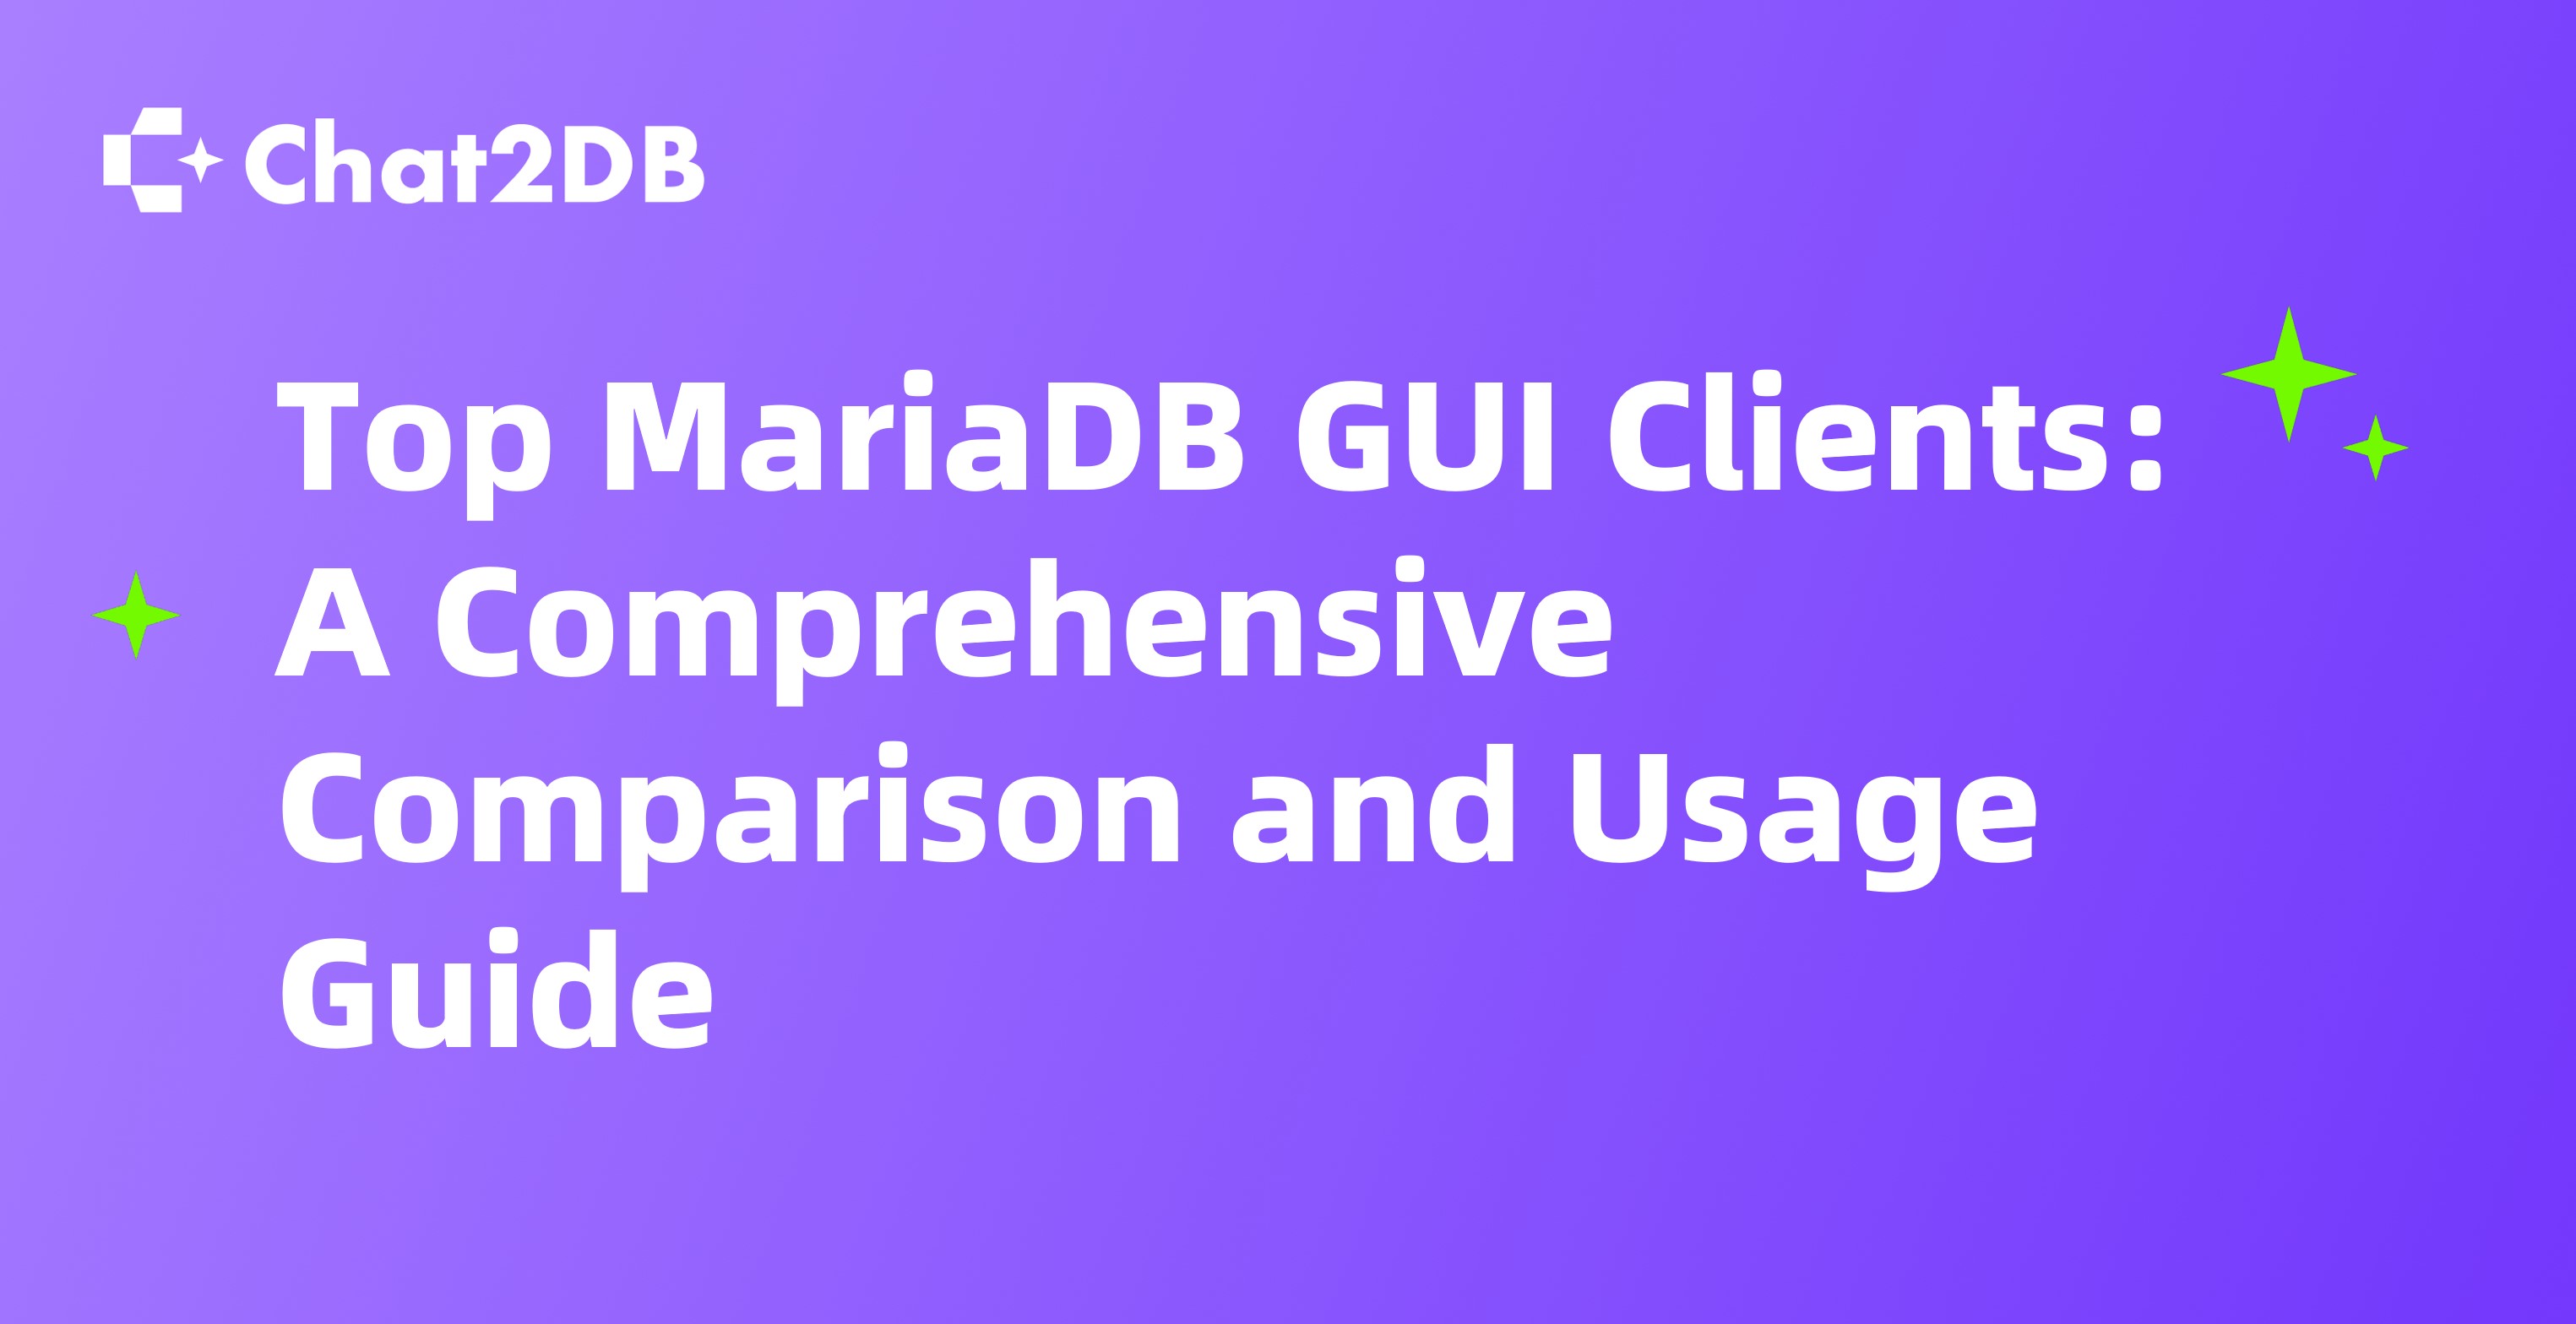 Chat2DB
Top MariaDB GUI Clients:
A Comprehensive
Comparison and Usage
Guide